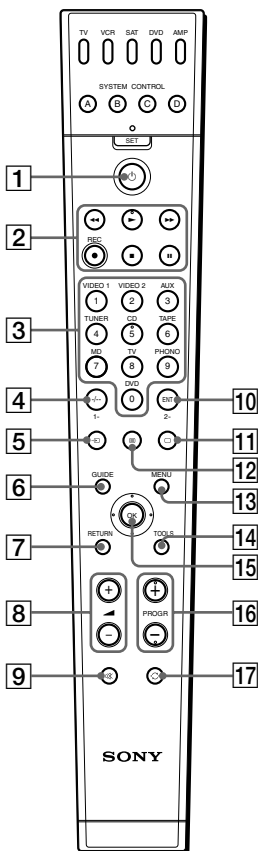 TV VCR SAT DVD AMP
SYSTEM CONTROL
A B C D
SET
1
2
REC
VIDEO 1 VIDEO 2 AUX
1 2 3
3
TUNER CD TAPE
4 5 6
MD TV PHONO
7 8 9
DVD
4 -/-- 0 ENT 10
1- 2-
5 11
12
GUIDE MENU
6 13
OK
RETURN TOOLS
7 14
15
8 + PROGR + 16
- -
9 17
SONY